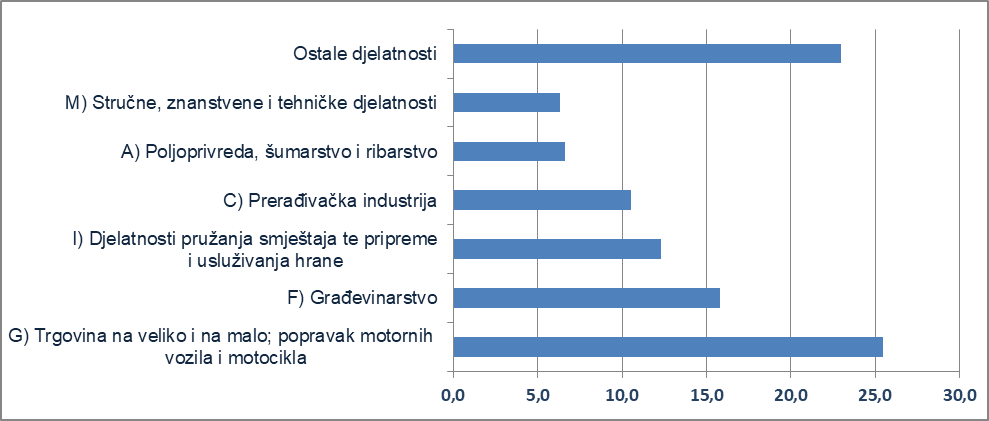 Ostale djelatnosti
M) Stručne, znanstvene i tehničke djelatnosti
A) Poljoprivreda, šumarstvo i ribarstvo
C) Prerađivačka industrija
I) Djelatnosti pružanja smještaja te pripreme
i usluživanja hrane
F) Građevinarstvo
G) Trgovina na veliko i na malo; popravak motornih
vozila i motocikla
0,0 5,0 10,0 15,0 20,0 25,0 30,0